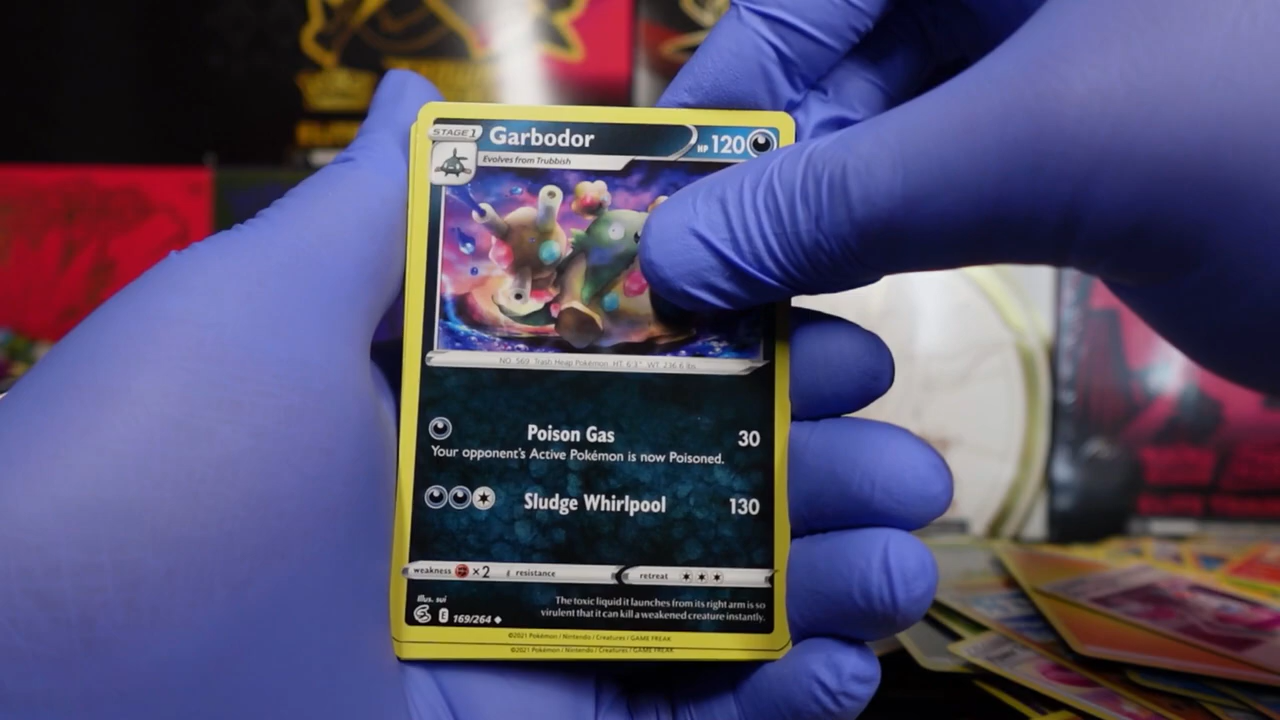 STAGE 1
Garbodor
HP 120
Evolves from Trubbish
NO. 569 Trash Heap Pokémon HT: 6'3" WT: 236.6 lbs.
Poison Gas 30
Your opponent's Active Pokémon is now Poisoned.
Sludge Whirlpool 130
weakness ×2 resistance retreat
Illus. sui
The toxic liquid it launches from its right arm is so
virulent that it can kill a weakened creature instantly.
E 169/264
©2021 Pokémon / Nintendo / Creatures / GAME FREAK
©2021 Pokémon / Nintendo / Creatures / GAME FREAK